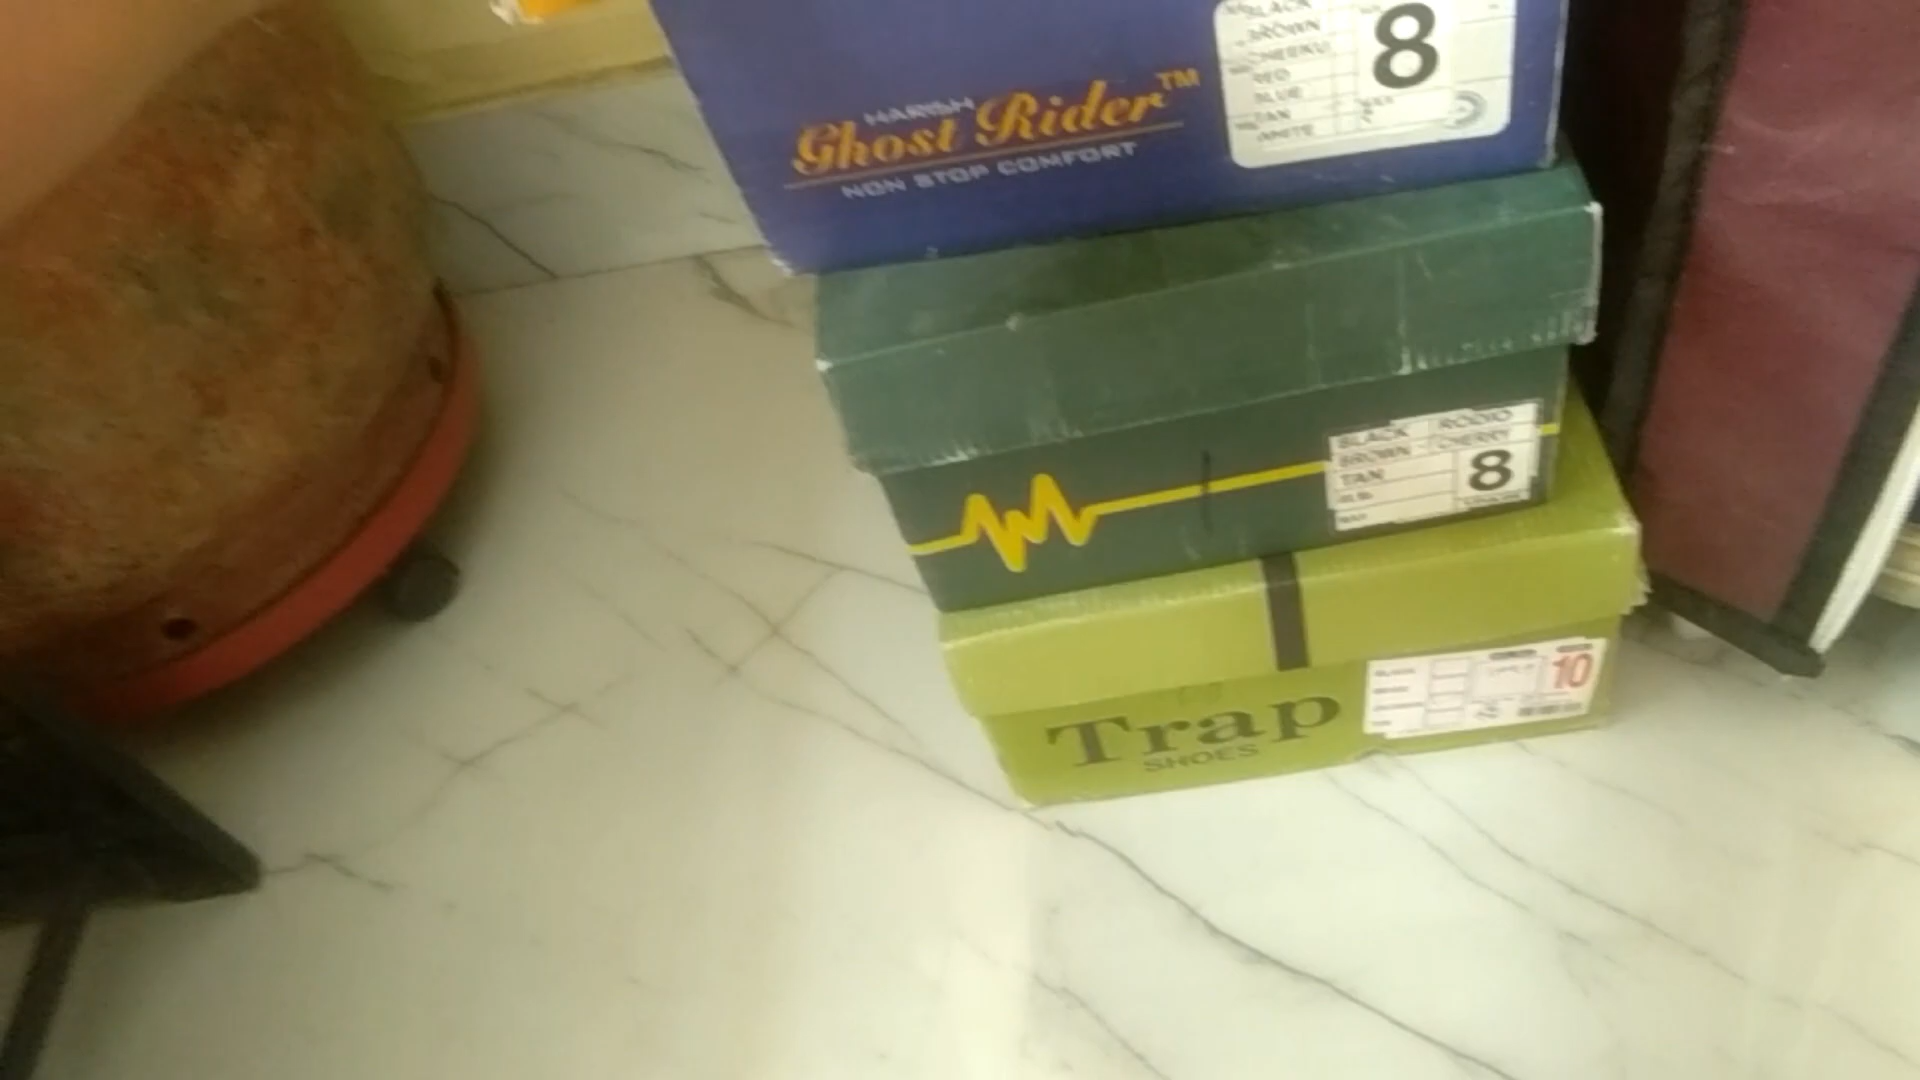 BLACK
BROWN
CHEEKU
RED
BLUE
TAN
WHITE
8
HARISH
Ghost Rider™
NON STOP COMFORT
BLACK RODIO
BROWN CHERRY
TAN
8
Trap
SHOES
10